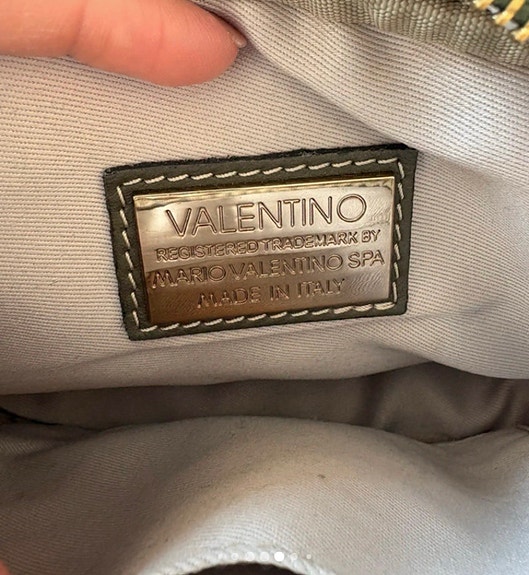 VALENTINO
REGISTERED TRADEMARK BY
MARIO VALENTINO SPA
MADE IN ITALY